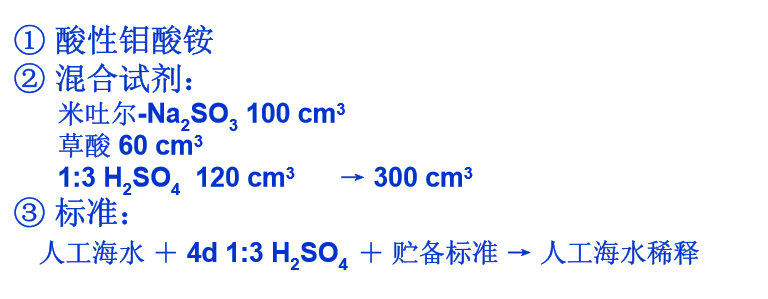 ① 酸性钼酸铵
② 混合试剂：
米吐尔-Na₂SO₃ 100 cm³
草酸 60 cm³
1:3 H₂SO₄ 120 cm³ → 300 cm³
③ 标准：
人工海水 ＋ 4d 1:3 H₂SO₄ ＋ 贮备标准 → 人工海水稀释